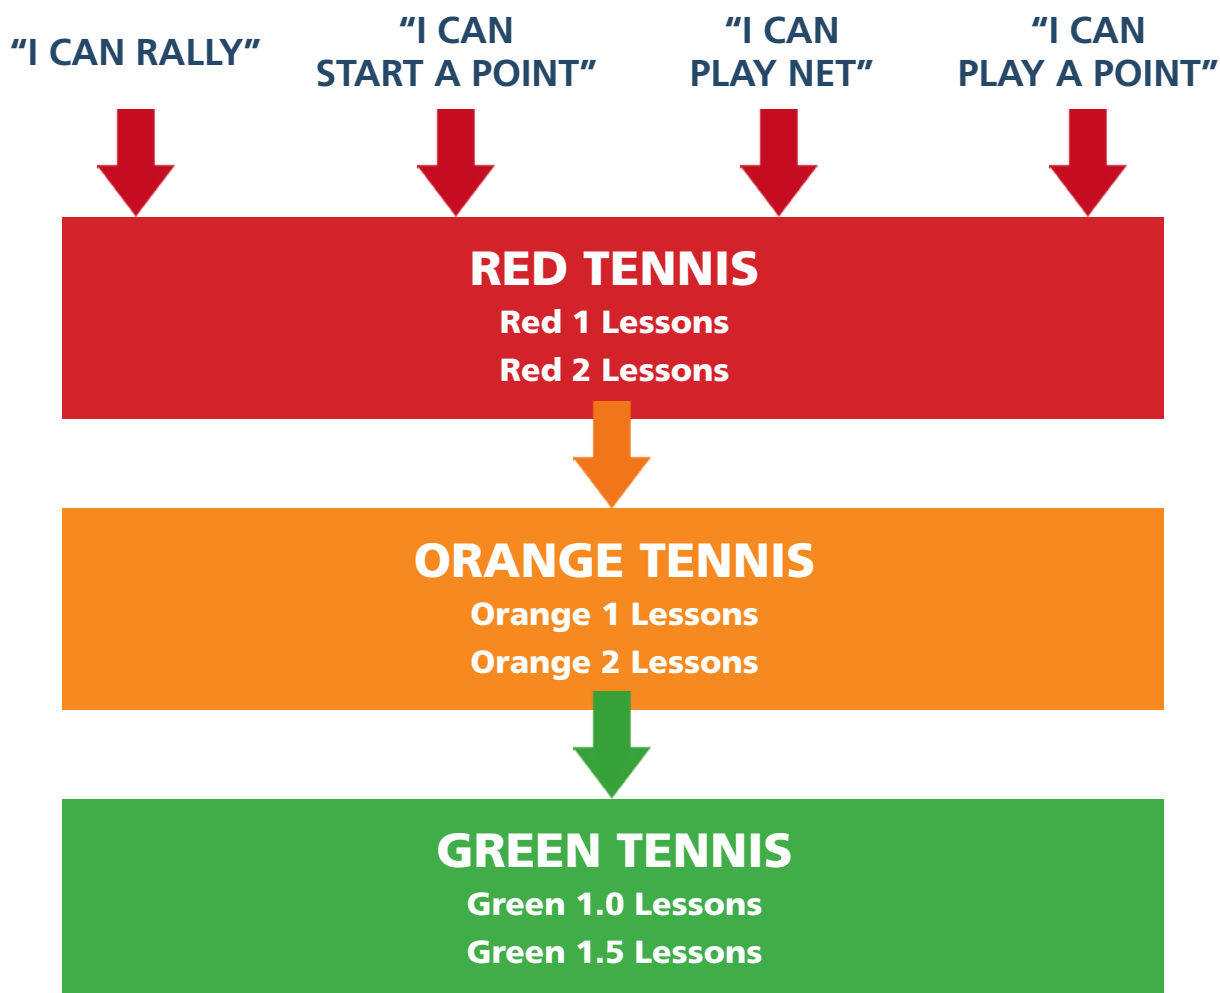 “I CAN RALLY”
“I CAN
START A POINT”
“I CAN
PLAY NET”
“I CAN
PLAY A POINT”
RED TENNIS
Red 1 Lessons
Red 2 Lessons
ORANGE TENNIS
Orange 1 Lessons
Orange 2 Lessons
GREEN TENNIS
Green 1.0 Lessons
Green 1.5 Lessons